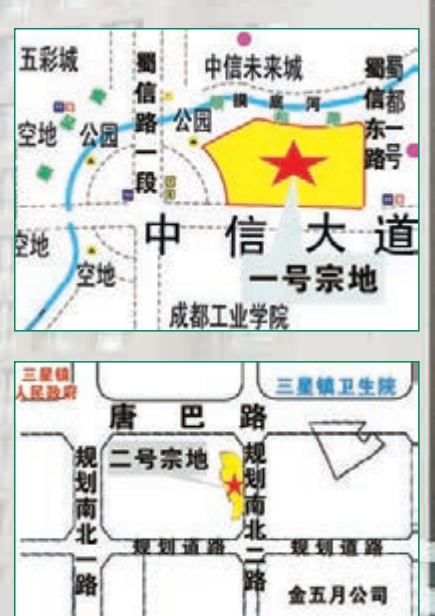 五彩城
蜀信路一段
中信未来城
蜀信东路
蜀都一号
空地
公园
公园
摸底河
中信大道
空地
空地
一号宗地
成都工业学院
三星镇
人民政府
三星镇卫生院
唐巴路
规划南北一路
二号宗地
规划南北二路
规划道路
规划道路
金五月公司